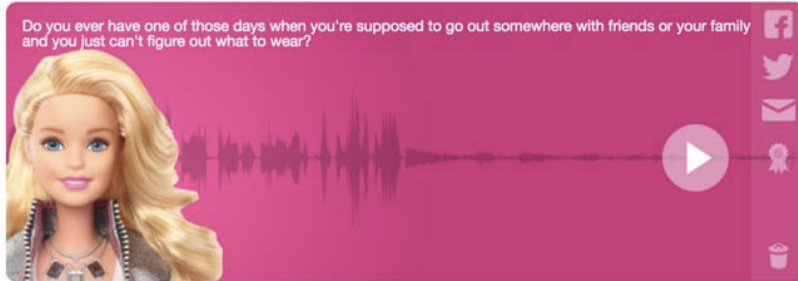 Do you ever have one of those days when you're supposed to go out somewhere with friends or your family
and you just can't figure out what to wear?